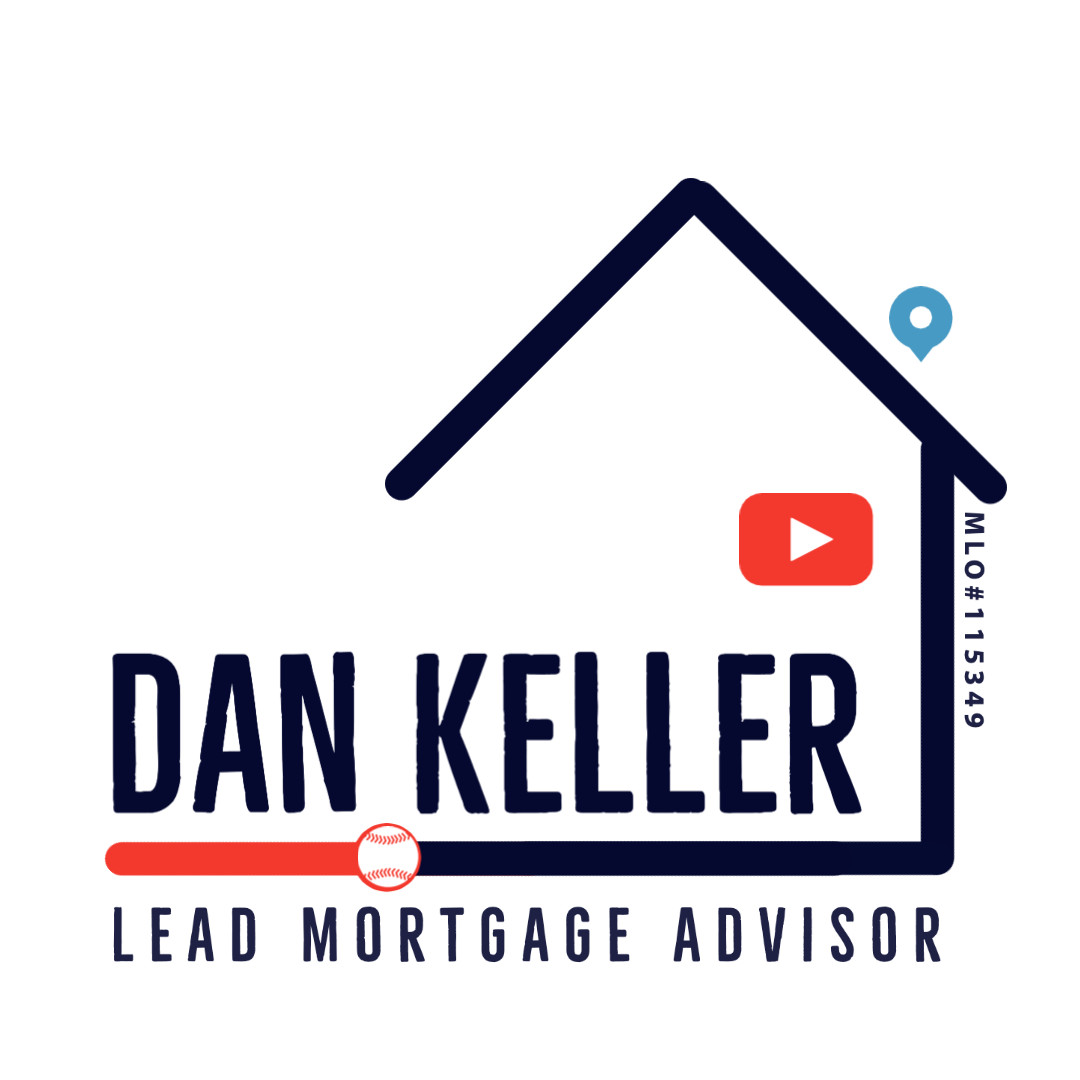 MLO#115349
DAN KELLER
LEAD MORTGAGE ADVISOR